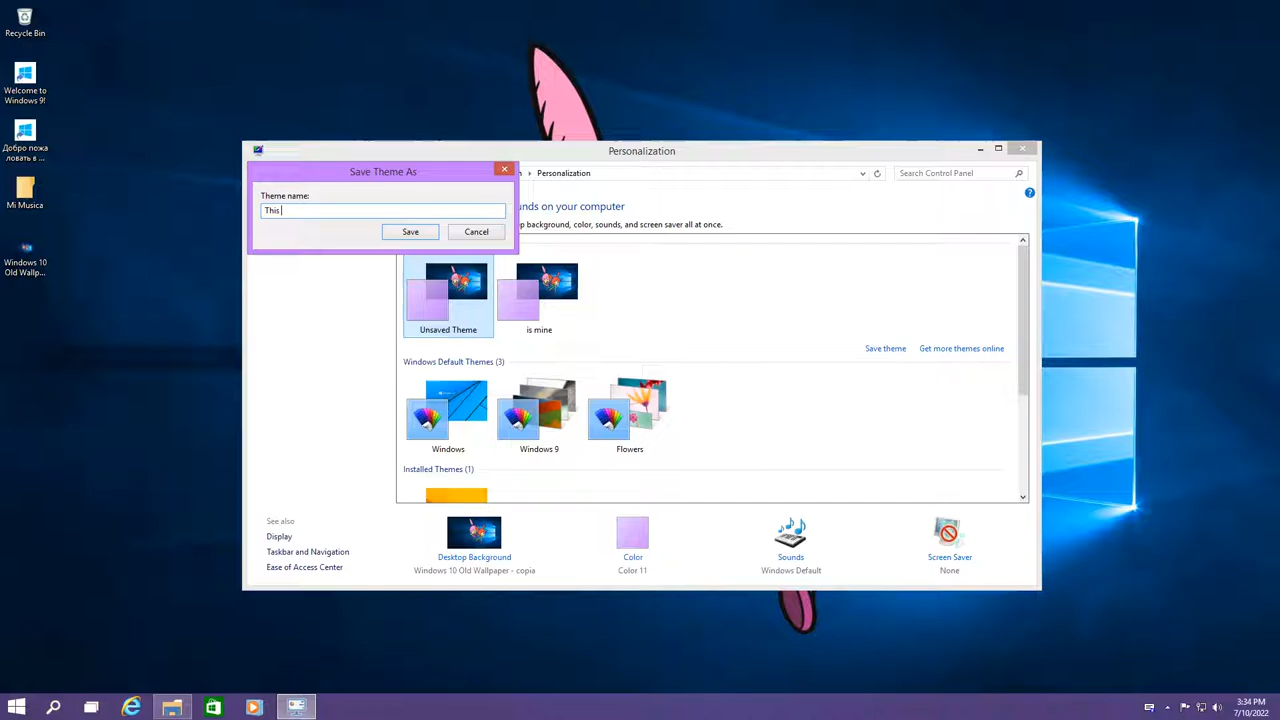 Recycle Bin
Welcome to
Windows 9!
Добро пожа
ловать в ...
Mi Musica
Windows 10
Old Wallp...
Personalization
Save Theme As
Theme name:
This
Save
Cancel
Personalization
Search Control Panel
unds on your computer
p background, color, sounds, and screen saver all at once.
Unsaved Theme
is mine
Save theme
Get more themes online
Windows Default Themes (3)
Windows
Windows 9
Flowers
Installed Themes (1)
See also
Display
Taskbar and Navigation
Ease of Access Center
Desktop Background
Windows 10 Old Wallpaper - copia
Color
Color 11
Sounds
Windows Default
Screen Saver
None
3:34 PM
7/10/2022